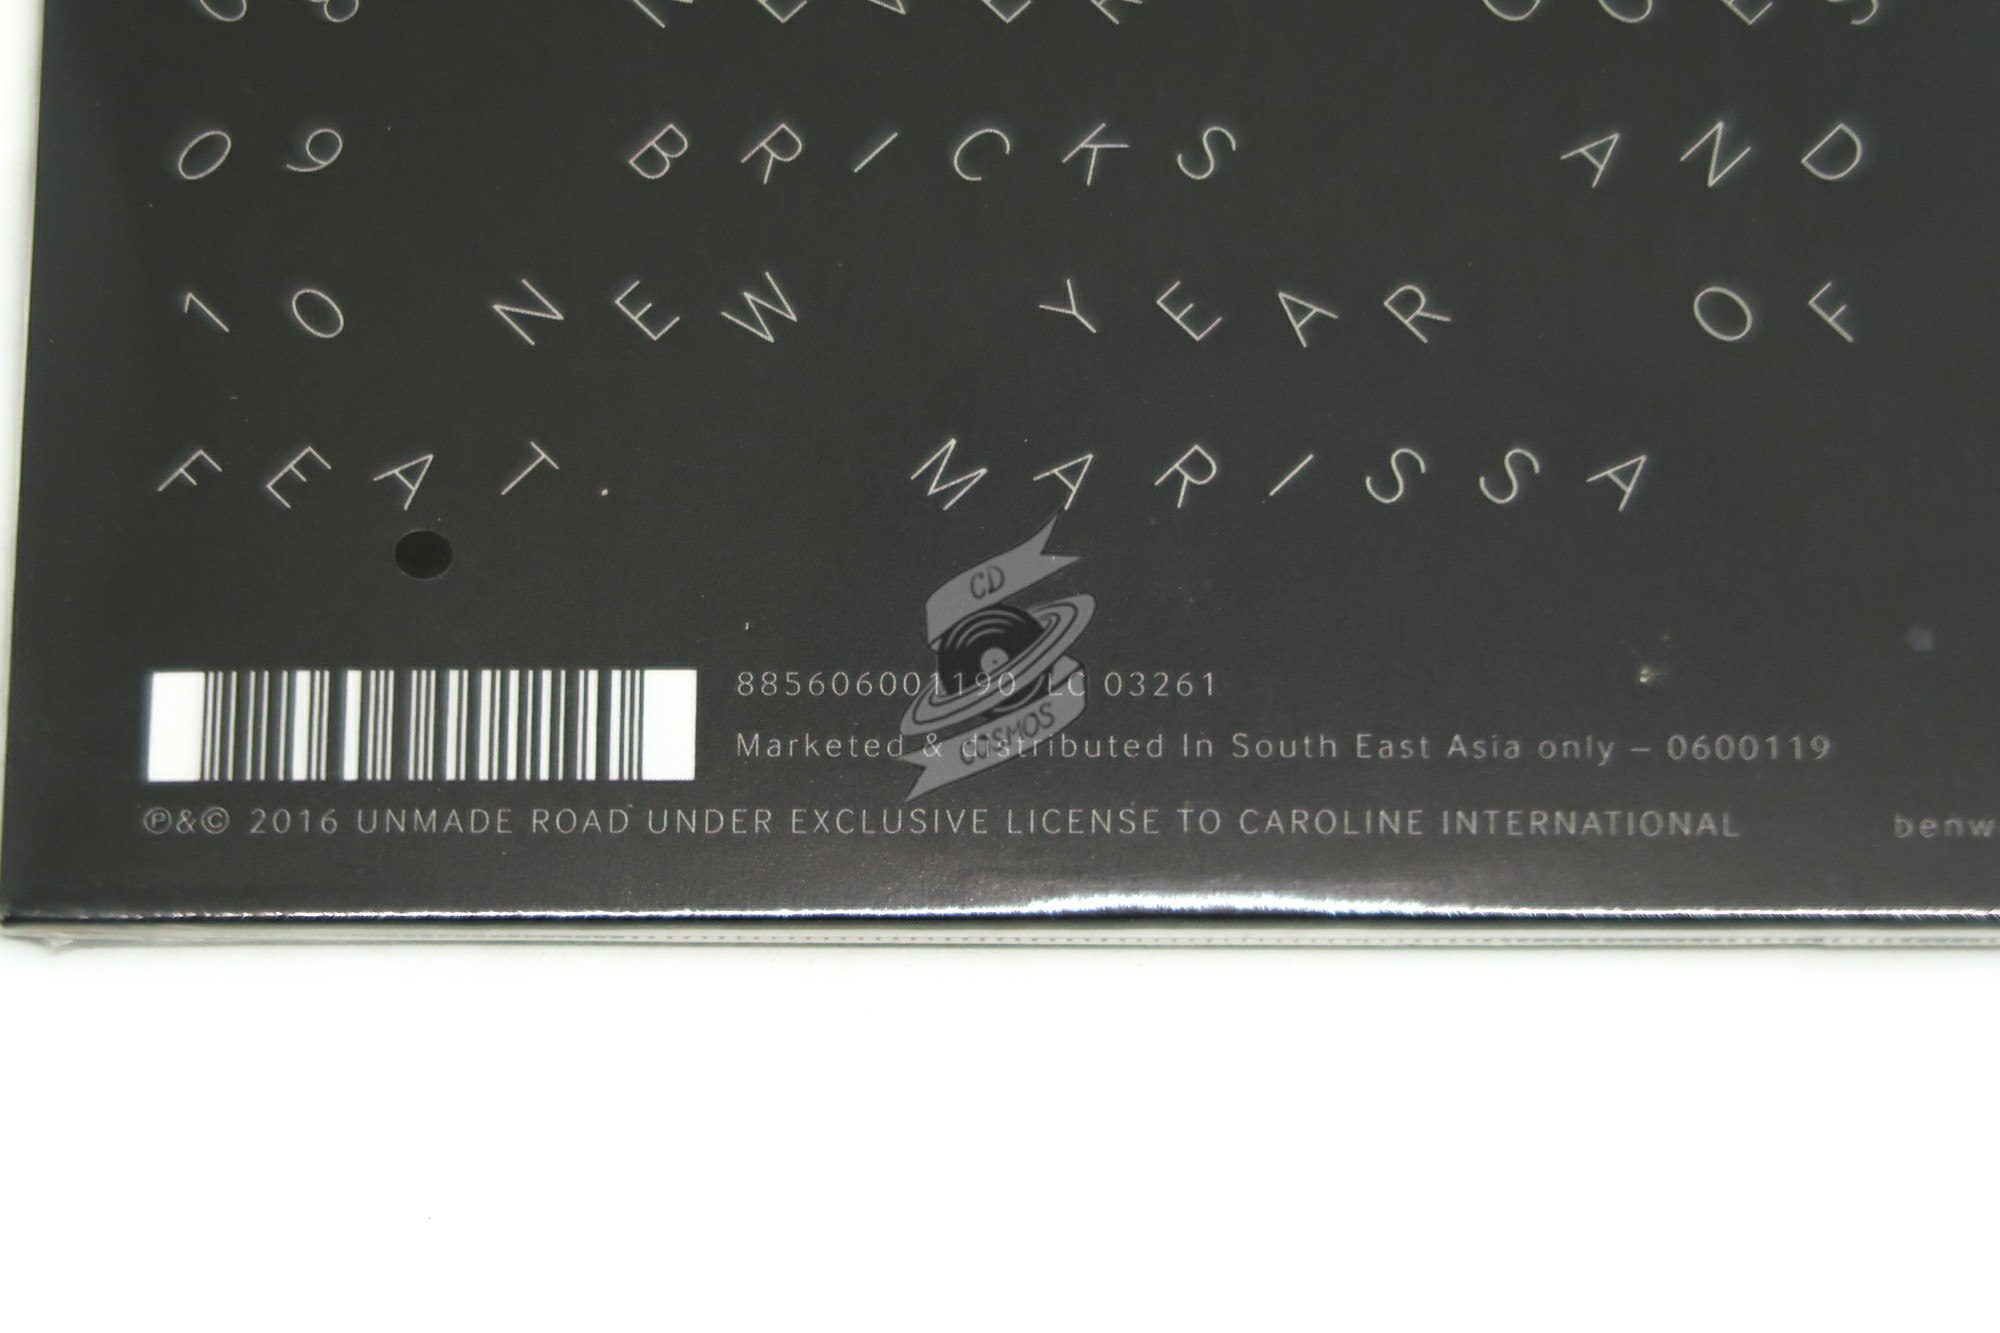 09 BRICKS AND
10 NEW YEAR OF
FEAT. MARISSA
CD
COSMOS
885606001190 LC 03261
Marketed & distributed In South East Asia only – 0600119
℗&© 2016 UNMADE ROAD UNDER EXCLUSIVE LICENSE TO CAROLINE INTERNATIONAL
benw